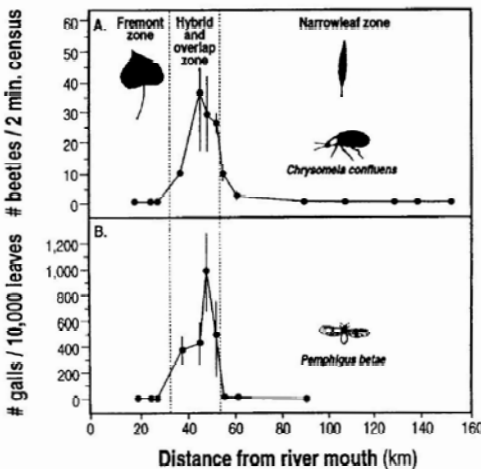 A.
Fremont
zone
Hybrid
and
overlap
zone
Narrowleaf zone
# beetles / 2 min. census
60
50
40
30
20
10
0
Chrysomela confluens
B.
# galls / 10,000 leaves
1,200
1,000
800
600
400
200
0
Pemphigus betae
0 20 40 60 80 100 120 140 160
Distance from river mouth (km)